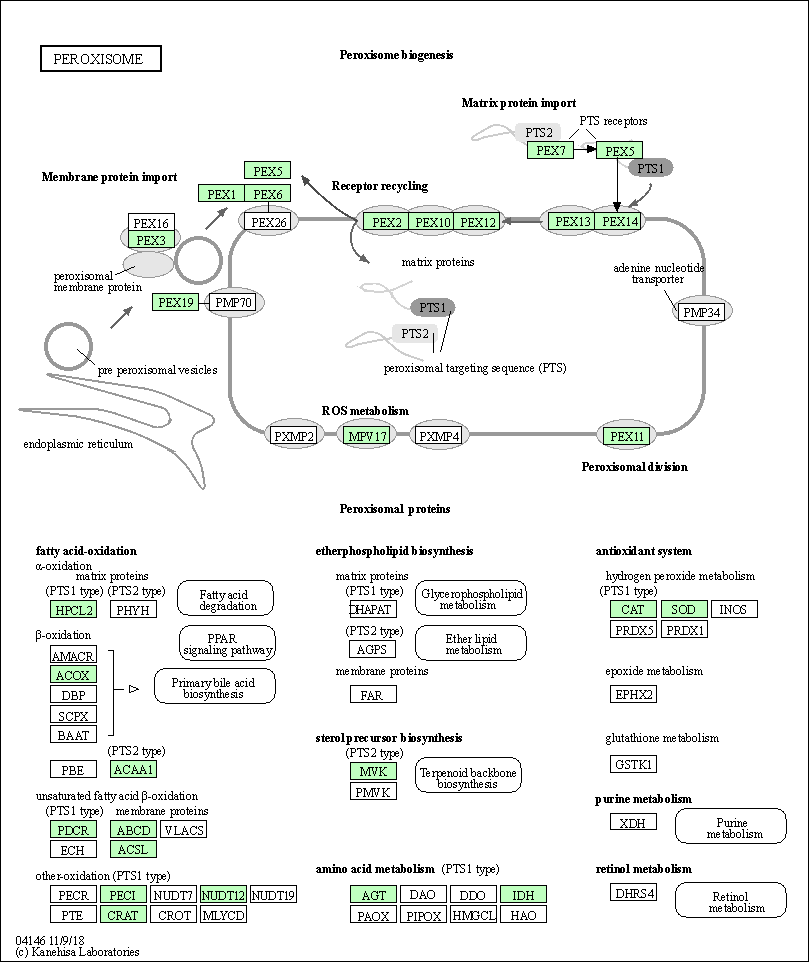 PEROXISOME
Peroxisome biogenesis
Matrix protein import
PTS2
PTS receptors
PEX7
PEX5
PTS1
Membrane protein import
PEX5
PEX1
PEX6
Receptor recycling
PEX16
PEX3
PEX26
PEX2
PEX10
PEX12
PEX13
PEX14
peroxisomal
membrane protein
matrix proteins
adenine nucleotide
transporter
PEX19
PMP70
PTS1
PMP34
PTS2
pre peroxisomal vesicles
peroxisomal targeting sequence (PTS)
ROS metabolism
endoplasmic reticulum
PXMP2
MPV17
PXMP4
PEX11
Peroxisomal division
Peroxisomal proteins
fatty acid-oxidation
α-oxidation
matrix proteins
(PTS1 type)
(PTS2 type)
HPCL2
PHYH
Fatty acid
degradation
β-oxidation
PPAR
signaling pathway
AMACR
ACOX
DBP
SCPX
BAAT
Primary bile acid
biosynthesis
(PTS2 type)
PBE
ACAA1
unsaturated fatty acid β-oxidation
(PTS1 type)
membrane proteins
PDCR
ABCD
VLACS
ECH
ACSL
other-oxidation (PTS1 type)
PECR
PECI
NUDT7
NUDT12
NUDT19
PTE
CRAT
CROT
MLYCD
etherphospholipid biosynthesis
matrix proteins
(PTS1 type)
DHAPAT
Glycerophospholipid
metabolism
(PTS2 type)
AGPS
Ether lipid
metabolism
membrane proteins
FAR
sterol precursor biosynthesis
(PTS2 type)
MVK
PMVK
Terpenoid backbone
biosynthesis
amino acid metabolism (PTS1 type)
AGT
DAO
DDO
IDH
PAOX
PIPOX
HMGCL
HAO
antioxidant system
hydrogen peroxide metabolism
(PTS1 type)
CAT
SOD
INOS
PRDX5
PRDX1
epoxide metabolism
EPHX2
glutathione metabolism
GSTK1
purine metabolism
XDH
Purine
metabolism
retinol metabolism
DHRS4
Retinol
metabolism
04146 11/9/18
(c) Kanehisa Laboratories